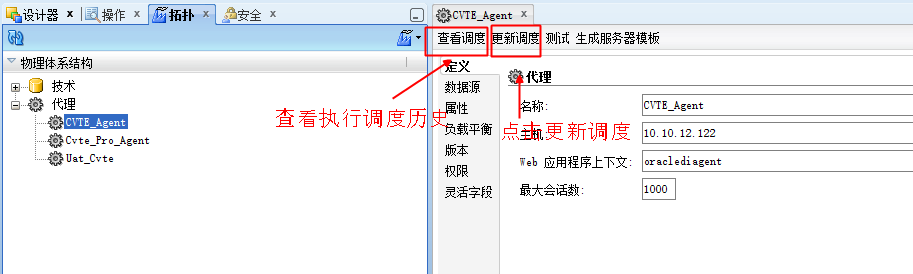 设计器 x 操作 x 拓扑 x 安全 x
物理体系结构
技术
代理
CVTE_Agent
Cvte_Pro_Agent
Uat_Cvte
CVTE_Agent x
查看调度 更新调度 测试 生成服务器模板
定义
数据源
属性
负载平衡
版本
权限
灵活字段
代理
名称: CVTE_Agent
主机 10.10.12.122
Web 应用程序上下文: oraclediagent
最大会话数: 1000
查看执行调度历史
点击更新调度